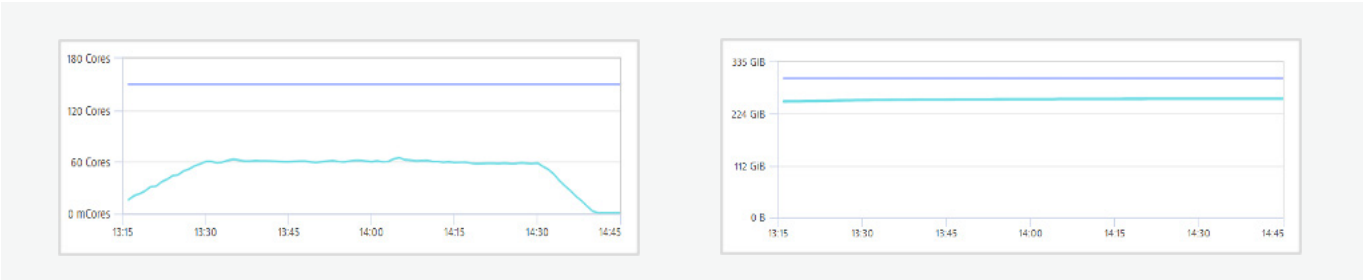 180 Cores
120 Cores
60 Cores
0 mCores
13:15 13:30 13:45 14:00 14:15 14:30 14:45
335 GiB
224 GiB
112 GiB
0 B
13:15 13:30 13:45 14:00 14:15 14:30 14:45